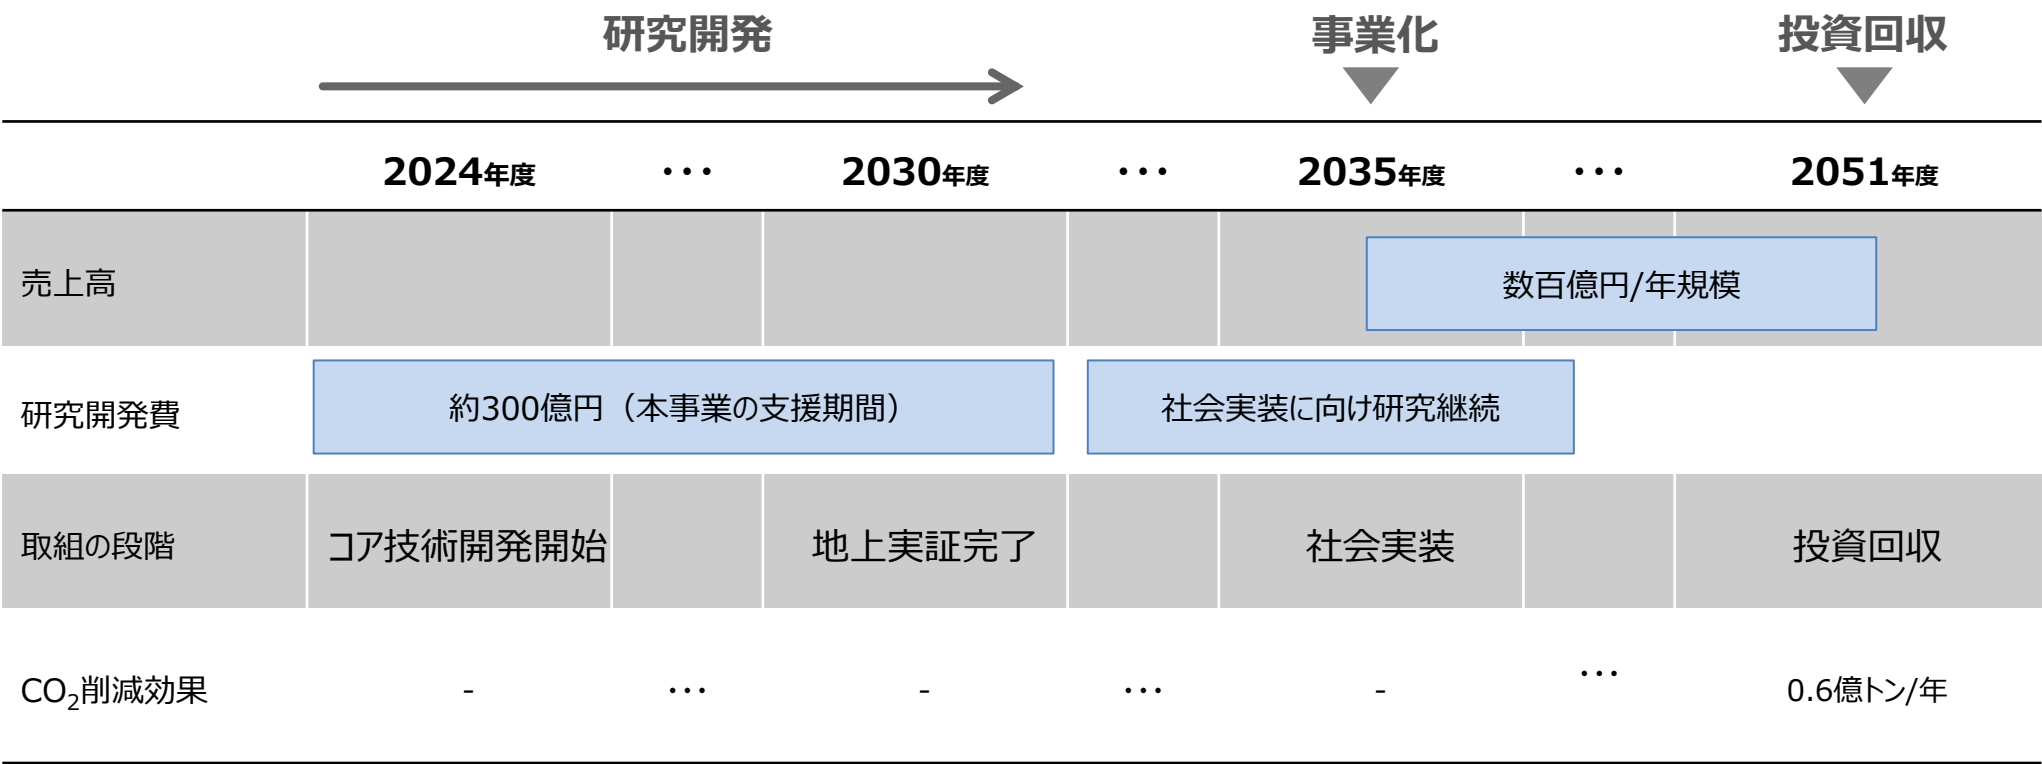 研究開発 事業化 投資回収
2024年度 ・・・ 2030年度 ・・・ 2035年度 ・・・ 2051年度
売上高 数百億円/年規模
研究開発費 約300億円（本事業の支援期間） 社会実装に向け研究継続
取組の段階 コア技術開発開始 地上実証完了 社会実装 投資回収
CO2削減効果 - ・・・ - ・・・ - ・・・ 0.6億トン/年